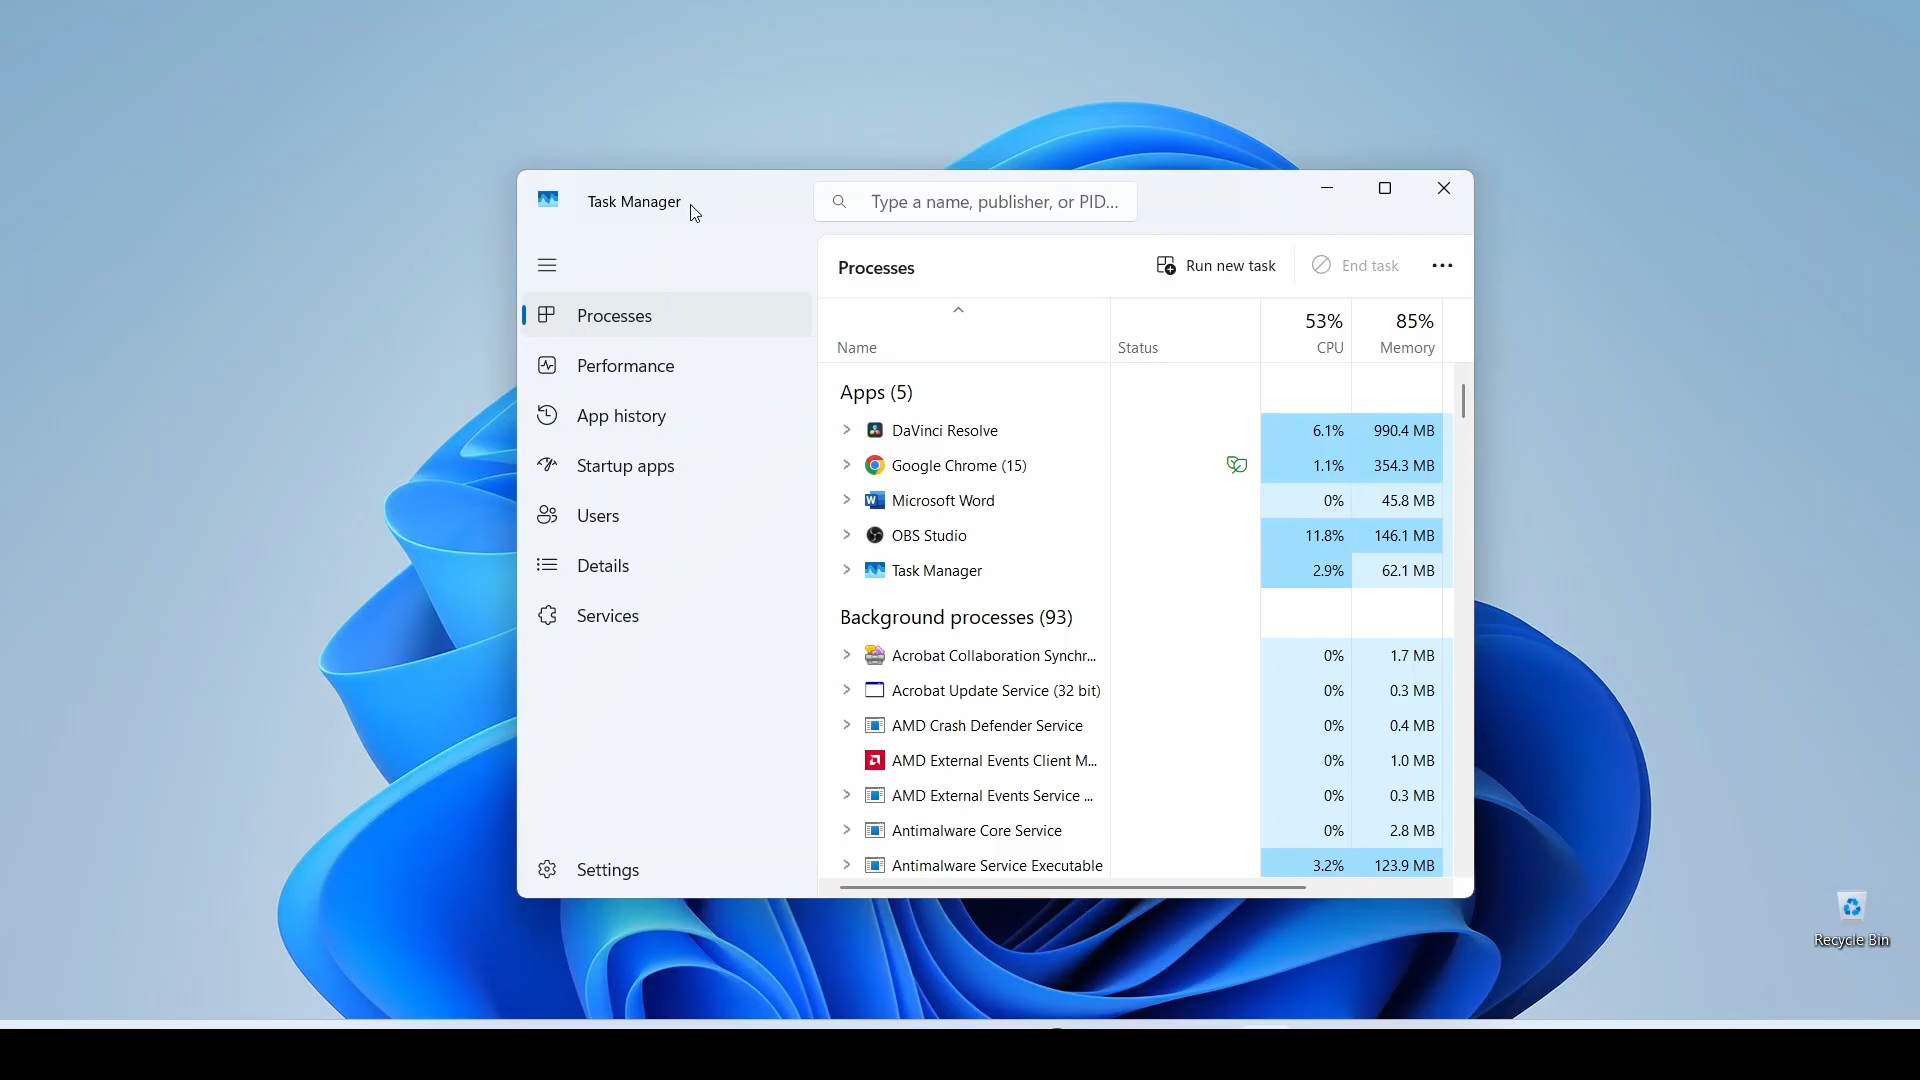 Task Manager
Type a name, publisher, or PID...
Processes
Run new task
End task
Processes
Performance
App history
Startup apps
Users
Details
Services
Settings
53%
85%
Name
Status
CPU
Memory
Apps (5)
DaVinci Resolve 6.1% 990.4 MB
Google Chrome (15) 1.1% 354.3 MB
Microsoft Word 0% 45.8 MB
OBS Studio 11.8% 146.1 MB
Task Manager 2.9% 62.1 MB
Background processes (93)
Acrobat Collaboration Synchr... 0% 1.7 MB
Acrobat Update Service (32 bit) 0% 0.3 MB
AMD Crash Defender Service 0% 0.4 MB
AMD External Events Client M... 0% 1.0 MB
AMD External Events Service ... 0% 0.3 MB
Antimalware Core Service 0% 2.8 MB
Antimalware Service Executable 3.2% 123.9 MB
Recycle Bin